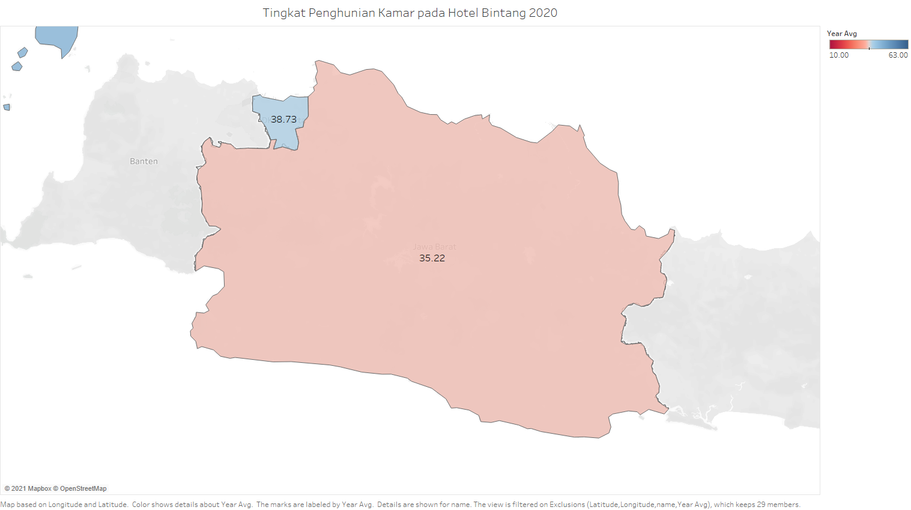 Tingkat Penghunian Kamar pada Hotel Bintang 2020
Year Avg
10.00 63.00
38.73
Banten
Jawa Barat
35.22
© 2021 Mapbox © OpenStreetMap
Map based on Longitude and Latitude. Color shows details about Year Avg. The marks are labeled by Year Avg. Details are shown for name. The view is filtered on Exclusions (Latitude,Longitude,name,Year Avg), which keeps 29 members.